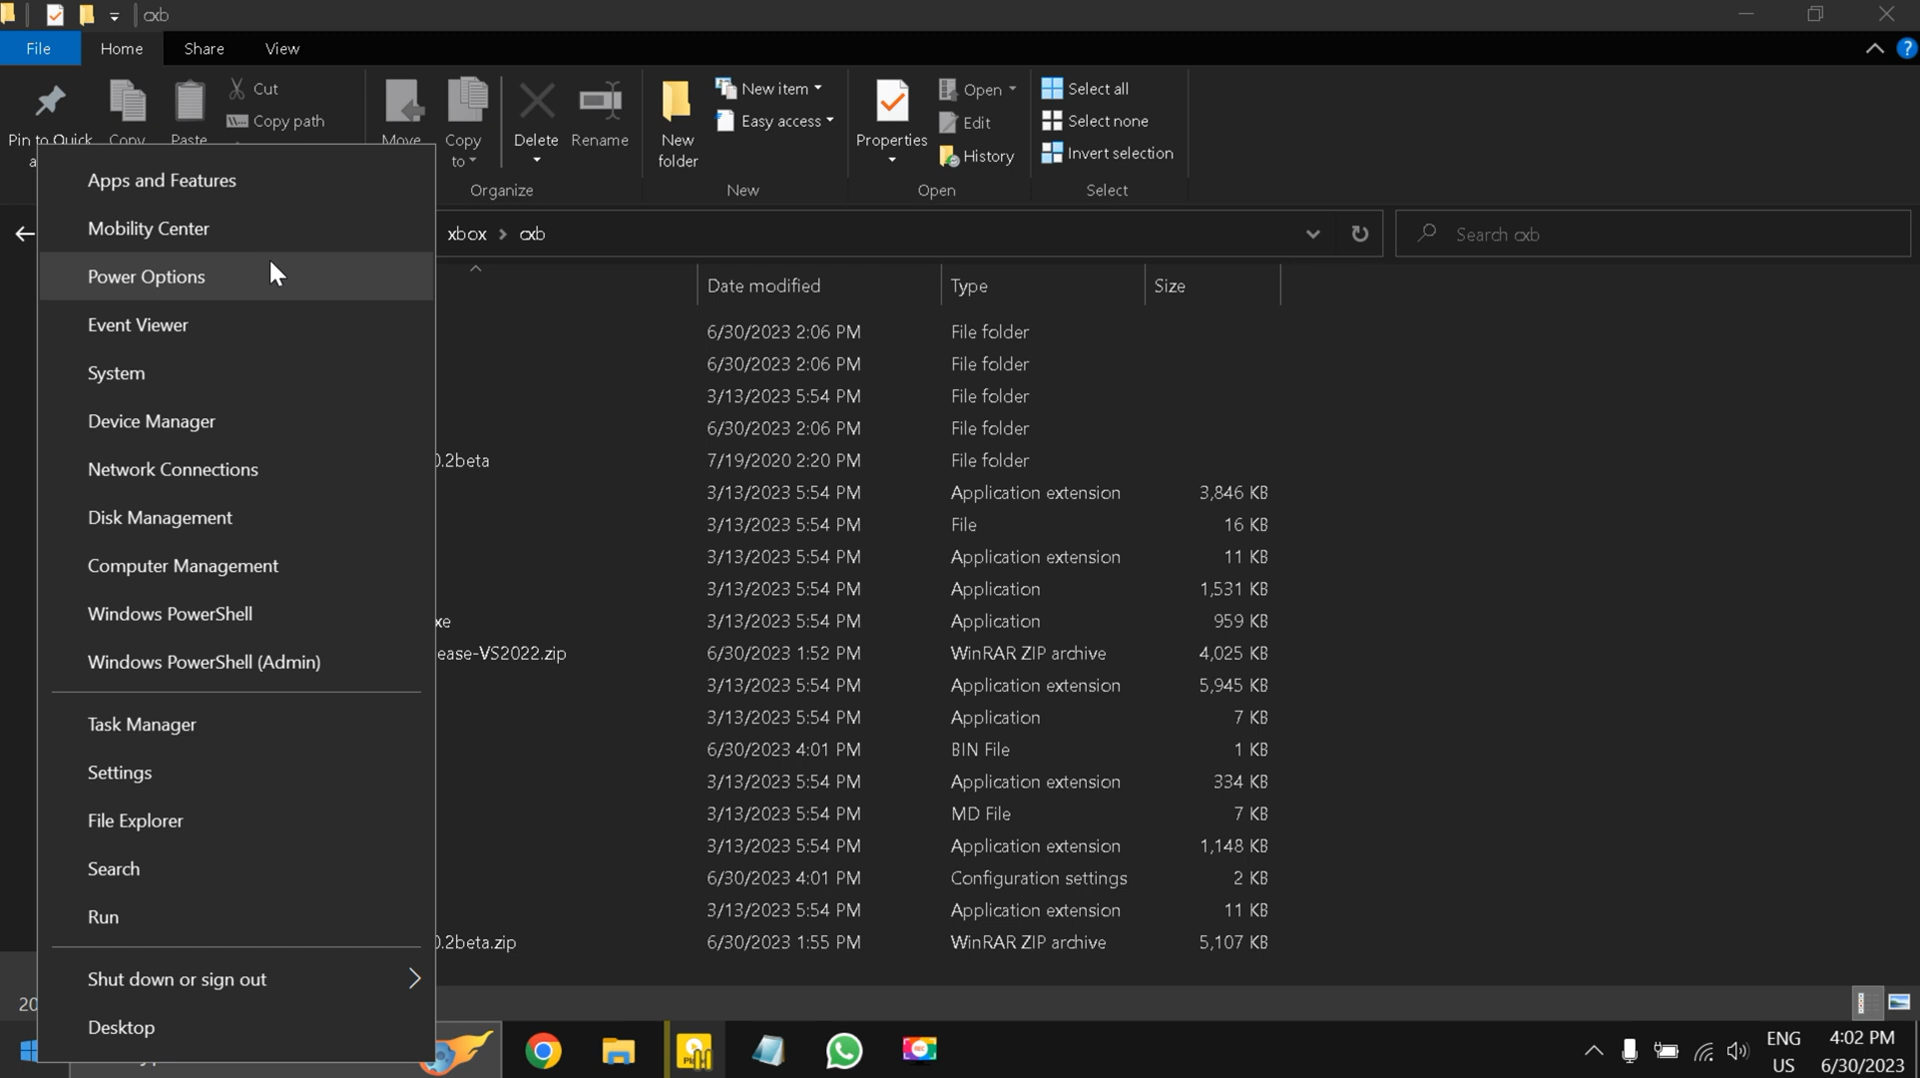 cxb
File Home Share View
Pin to Quick
a
Copy
Paste
Cut
Copy path
Move
Copy
to
Delete
Rename
Organize
New
folder
New item
Easy access
New
Properties
Open
Edit
History
Open
Select all
Select none
Invert selection
Select
xbox > cxb
Search cxb
Date modified Type Size
6/30/2023 2:06 PM File folder
6/30/2023 2:06 PM File folder
3/13/2023 5:54 PM File folder
6/30/2023 2:06 PM File folder
0.2beta 7/19/2020 2:20 PM File folder
3/13/2023 5:54 PM Application extension 3,846 KB
3/13/2023 5:54 PM File 16 KB
3/13/2023 5:54 PM Application extension 11 KB
3/13/2023 5:54 PM Application 1,531 KB
xe 3/13/2023 5:54 PM Application 959 KB
ease-VS2022.zip 6/30/2023 1:52 PM WinRAR ZIP archive 4,025 KB
3/13/2023 5:54 PM Application extension 5,945 KB
3/13/2023 5:54 PM Application 7 KB
6/30/2023 4:01 PM BIN File 1 KB
3/13/2023 5:54 PM Application extension 334 KB
3/13/2023 5:54 PM MD File 7 KB
3/13/2023 5:54 PM Application extension 1,148 KB
6/30/2023 4:01 PM Configuration settings 2 KB
3/13/2023 5:54 PM Application extension 11 KB
0.2beta.zip 6/30/2023 1:55 PM WinRAR ZIP archive 5,107 KB
Apps and Features
Mobility Center
Power Options
Event Viewer
System
Device Manager
Network Connections
Disk Management
Computer Management
Windows PowerShell
Windows PowerShell (Admin)
Task Manager
Settings
File Explorer
Search
Run
Shut down or sign out
Desktop
20
REC
ENG
US
4:02 PM
6/30/2023